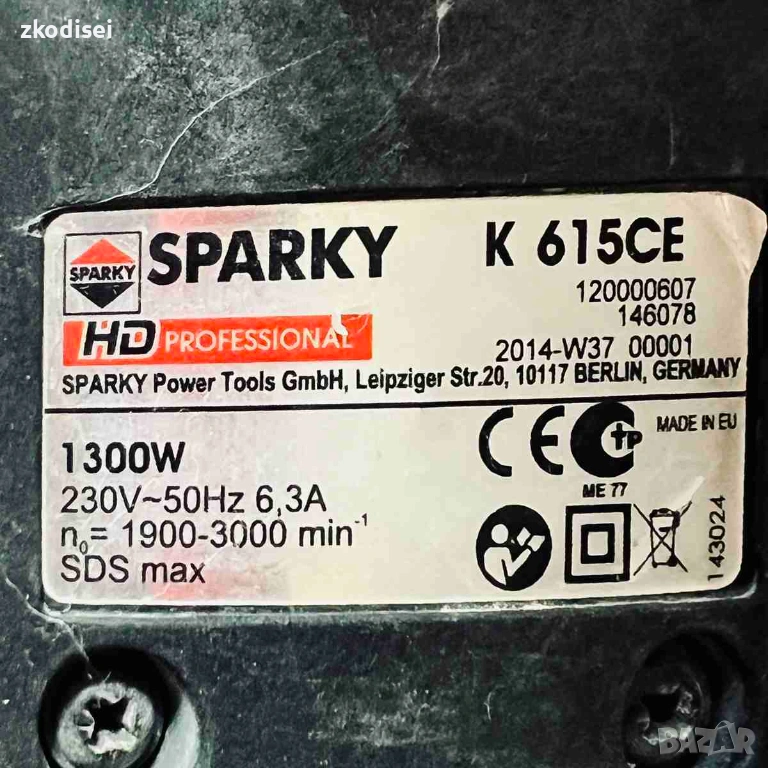 zkodisei
SPARKY
SPARKY
K 615CE
120000607
146078
2014-W37 00001
HD PROFESSIONAL
SPARKY Power Tools GmbH, Leipziger Str.20, 10117 BERLIN, GERMANY
1300W
230V~50Hz 6,3A
n₀= 1900-3000 min⁻¹
SDS max
CE
ME 77
MADE IN EU
143024
BAZAR